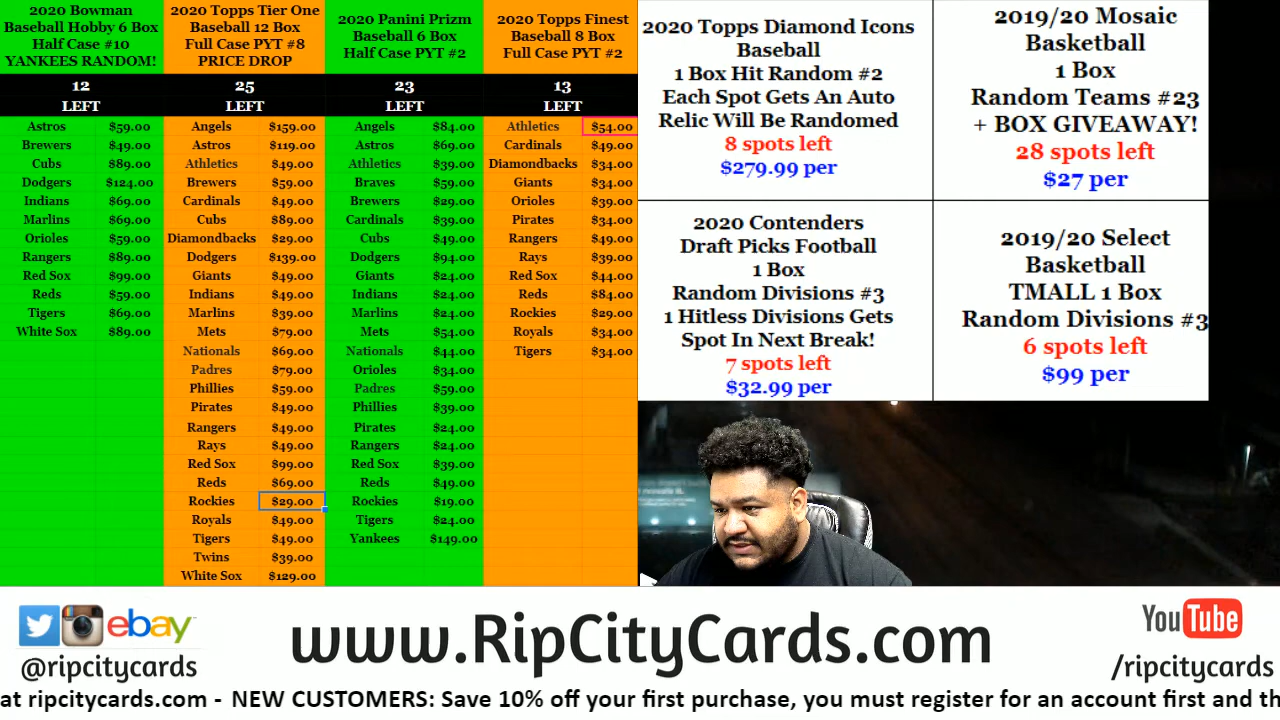 2020 Bowman
Baseball Hobby 6 Box
Half Case #10
YANKEES RANDOM!
12
LEFT
Astros $59.00
Brewers $49.00
Cubs $89.00
Dodgers $124.00
Indians $69.00
Marlins $69.00
Orioles $59.00
Rangers $89.00
Red Sox $99.00
Reds $59.00
Tigers $69.00
White Sox $89.00
2020 Topps Tier One
Baseball 12 Box
Full Case PYT #8
PRICE DROP
25
LEFT
Angels $159.00
Astros $119.00
Athletics $49.00
Brewers $59.00
Cardinals $49.00
Cubs $89.00
Diamondbacks $29.00
Dodgers $139.00
Giants $49.00
Indians $49.00
Marlins $39.00
Mets $79.00
Nationals $69.00
Padres $79.00
Phillies $59.00
Pirates $49.00
Rangers $49.00
Rays $49.00
Red Sox $99.00
Reds $69.00
Rockies $29.00
Royals $49.00
Tigers $49.00
Twins $39.00
White Sox $129.00
2020 Panini Prizm
Baseball 6 Box
Half Case PYT #2
23
LEFT
Angels $84.00
Astros $69.00
Athletics $39.00
Braves $59.00
Brewers $29.00
Cardinals $39.00
Cubs $49.00
Dodgers $94.00
Giants $24.00
Indians $24.00
Marlins $24.00
Mets $54.00
Nationals $44.00
Orioles $34.00
Padres $59.00
Phillies $39.00
Pirates $24.00
Rangers $24.00
Red Sox $39.00
Reds $49.00
Rockies $19.00
Tigers $24.00
Yankees $149.00
2020 Topps Finest
Baseball 8 Box
Full Case PYT #2
13
LEFT
Athletics $54.00
Cardinals $49.00
Diamondbacks $34.00
Giants $34.00
Orioles $39.00
Pirates $34.00
Rangers $49.00
Rays $39.00
Red Sox $44.00
Reds $84.00
Rockies $29.00
Royals $34.00
Tigers $34.00
2020 Topps Diamond Icons
Baseball
1 Box Hit Random #2
Each Spot Gets An Auto
Relic Will Be Randomed
8 spots left
$279.99 per
2019/20 Mosaic
Basketball
1 Box
Random Teams #23
+ BOX GIVEAWAY!
28 spots left
$27 per
2020 Contenders
Draft Picks Football
1 Box
Random Divisions #3
1 Hitless Divisions Gets
Spot In Next Break!
7 spots left
$32.99 per
2019/20 Select
Basketball
TMALL 1 Box
Random Divisions #3
6 spots left
$99 per
ebay
@ripcitycards
www.RipCityCards.com
YouTube
/ripcitycards
at ripcitycards.com - NEW CUSTOMERS: Save 10% off your first purchase, you must register for an account first and th